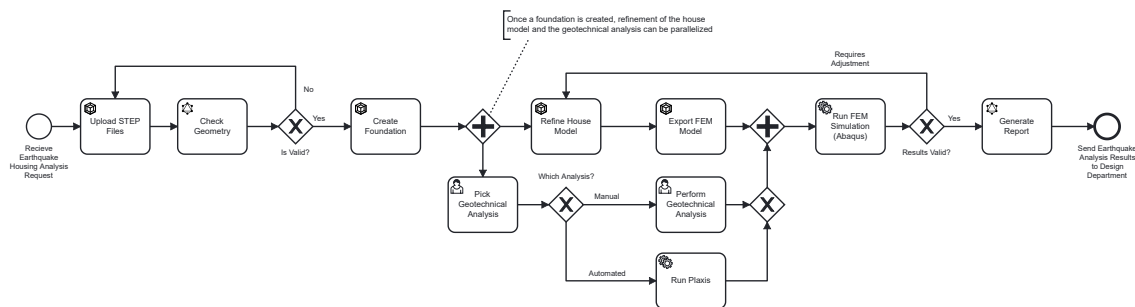 Once a foundation is created, refinement of the house
model and the geotechnical analysis can be parallelized
Requires
Adjustment
No
Upload STEP
Files
Check
Geometry
Yes
Create
Foundation
Refine House
Model
Export FEM
Model
Run FEM
Simulation
(Abaqus)
Yes
Generate
Report
Recieve
Earthquake
Housing Analysis
Request
Is Valid?
Results Valid?
Send Earthquake
Analysis Results
to Design
Department
Which Analysis?
Pick
Geotechnical
Analysis
Manual
Perform
Geotechnical
Analysis
Automated
Run Plaxis